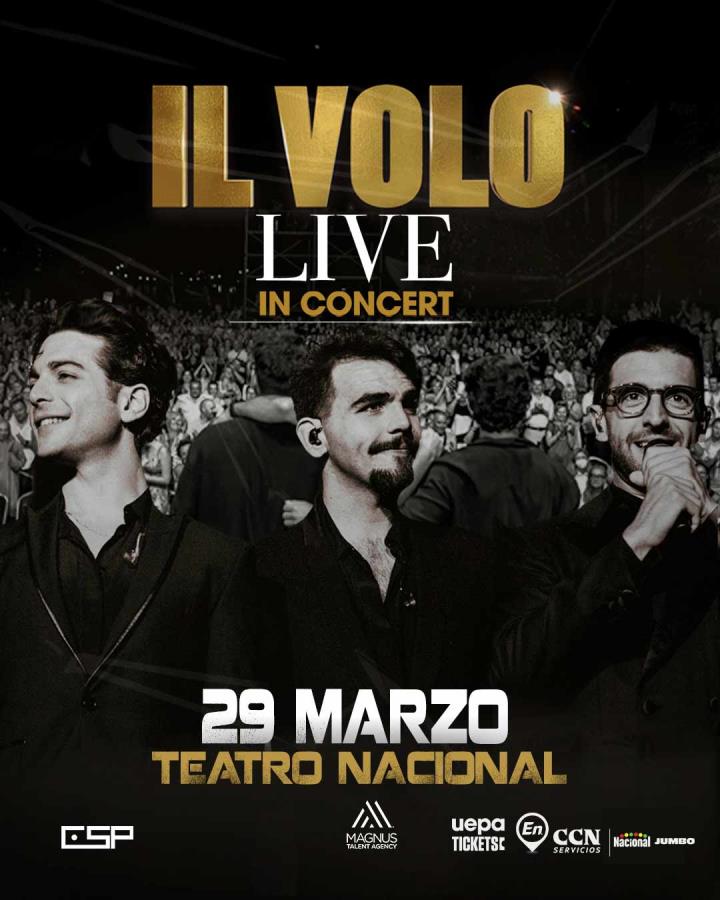 IL VOLO
LIVE
IN CONCERT
29 MARZO
TEATRO NACIONAL
ESP
MAGNUS
TALENT AGENCY
uepa
TICKETS
En
CCN
SERVICIOS
Nacional
JUMBO